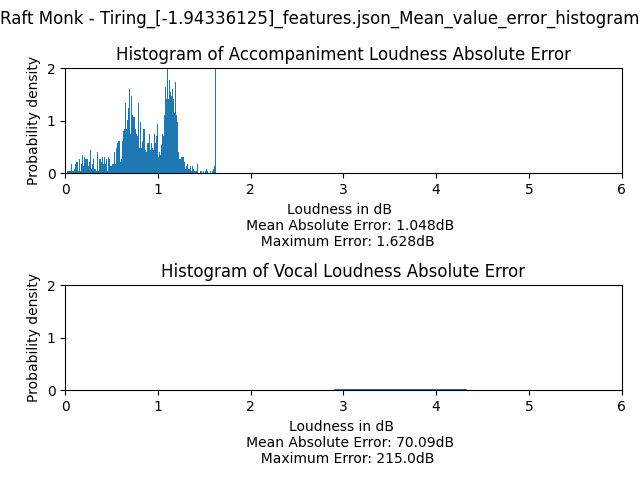 Raft Monk - Tiring_[-1.94336125]_features.json_Mean_value_error_histogram
Histogram of Accompaniment Loudness Absolute Error
Probability density
2
1
0
0 1 2 3 4 5 6
Loudness in dB
Mean Absolute Error: 1.048dB
Maximum Error: 1.628dB
Histogram of Vocal Loudness Absolute Error
Probability density
2
1
0
0 1 2 3 4 5 6
Loudness in dB
Mean Absolute Error: 70.09dB
Maximum Error: 215.0dB